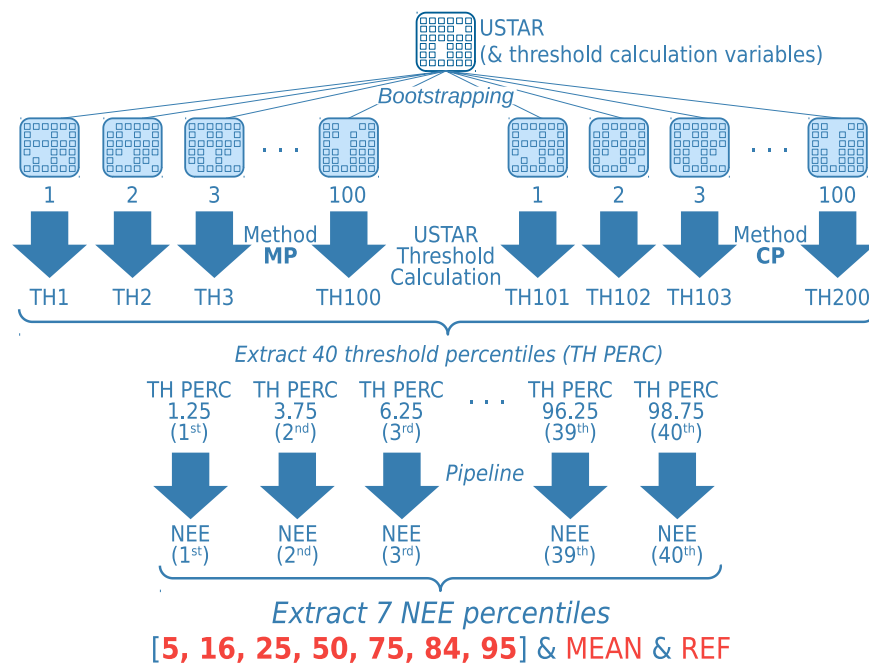 USTAR
(& threshold calculation variables)
Bootstrapping
1 2 3 ... 100 1 2 3 ... 100
Method
MP
USTAR
Threshold
Calculation
Method
CP
TH1 TH2 TH3 TH100 TH101 TH102 TH103 TH200
Extract 40 threshold percentiles (TH PERC)
TH PERC TH PERC TH PERC ... TH PERC TH PERC
1.25 3.75 6.25 96.25 98.75
(1st) (2nd) (3rd) (39th) (40th)
Pipeline
NEE NEE NEE NEE NEE
(1st) (2nd) (3rd) (39th) (40th)
Extract 7 NEE percentiles
[5, 16, 25, 50, 75, 84, 95] & MEAN & REF